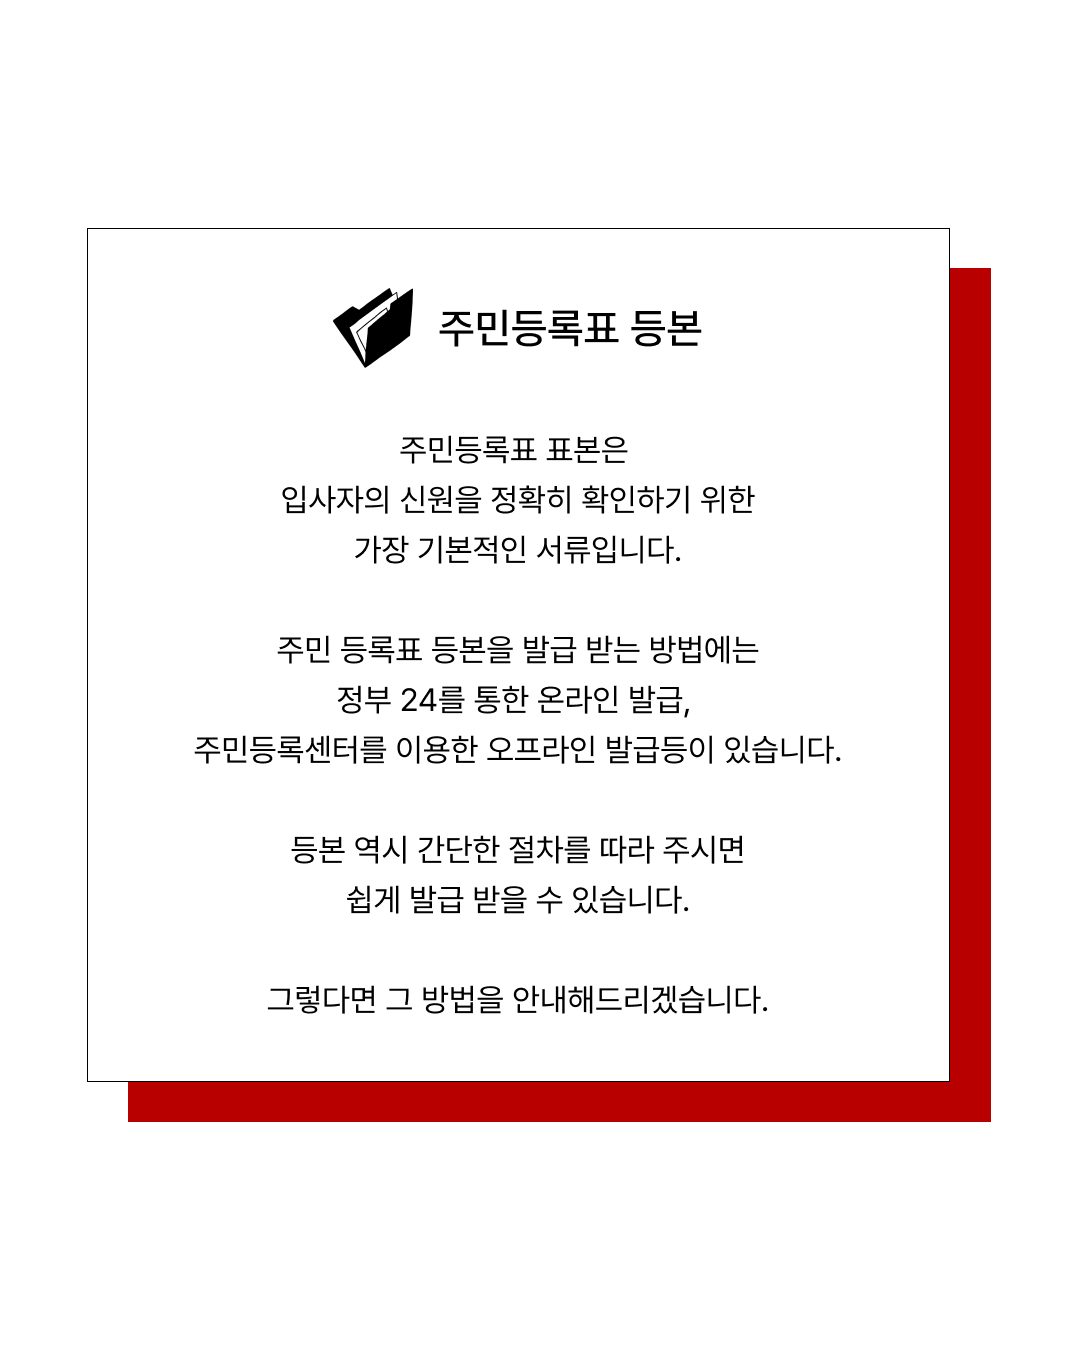 주민등록표 등본
주민등록표 표본은
입사자의 신원을 정확히 확인하기 위한
가장 기본적인 서류입니다.
주민 등록표 등본을 발급 받는 방법에는
정부 24를 통한 온라인 발급,
주민등록센터를 이용한 오프라인 발급등이 있습니다.
등본 역시 간단한 절차를 따라 주시면
쉽게 발급 받을 수 있습니다.
그렇다면 그 방법을 안내해드리겠습니다.